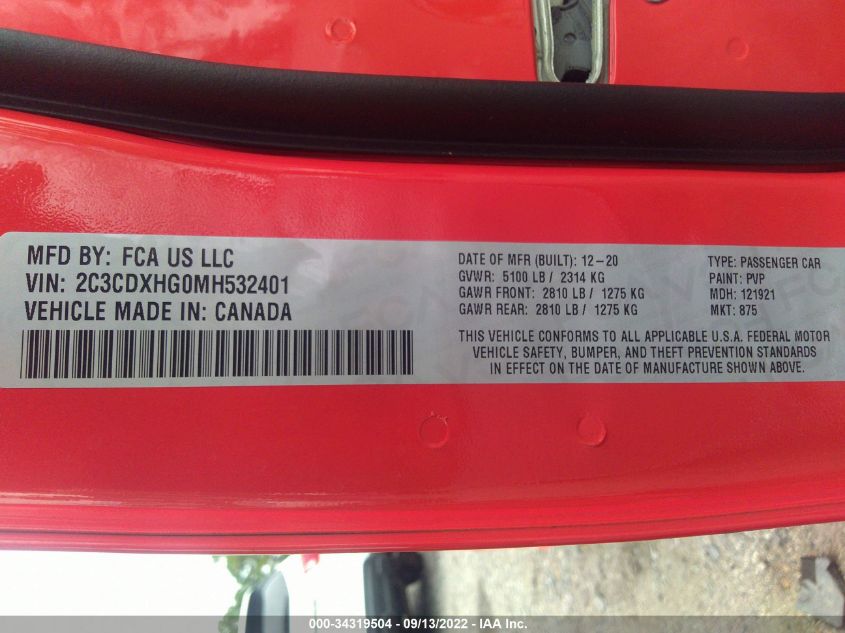 MFD BY: FCA US LLC
VIN: 2C3CDXHG0MH532401
VEHICLE MADE IN: CANADA
DATE OF MFR (BUILT): 12-20
GVWR: 5100 LB / 2314 KG
GAWR FRONT: 2810 LB / 1275 KG
GAWR REAR: 2810 LB / 1275 KG
TYPE: PASSENGER CAR
PAINT: PVP
MDH: 121921
MKT: 875
THIS VEHICLE CONFORMS TO ALL APPLICABLE U.S.A. FEDERAL MOTOR
VEHICLE SAFETY, BUMPER, AND THEFT PREVENTION STANDARDS
IN EFFECT ON THE DATE OF MANUFACTURE SHOWN ABOVE.
000-34319504 - 09/13/2022 - IAA Inc.